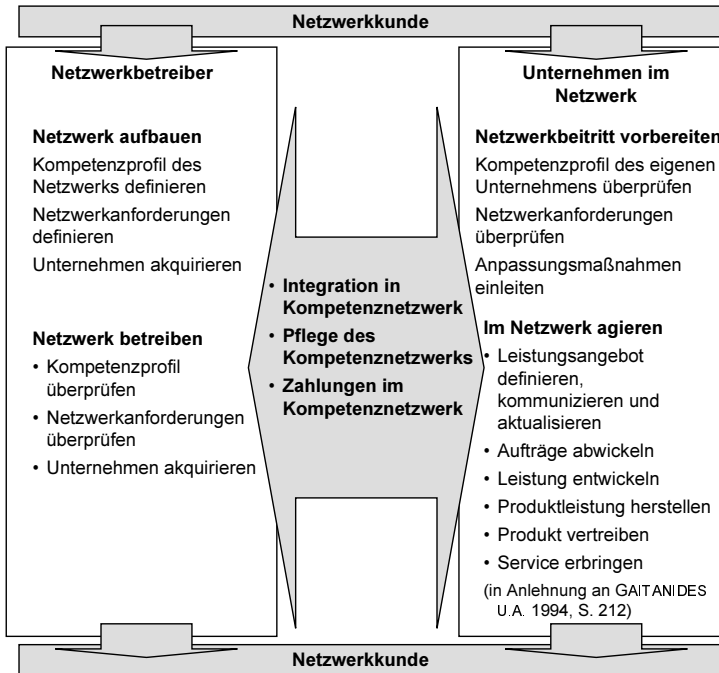 Netzwerkkunde
Netzwerkbetreiber
Netzwerk aufbauen
Kompetenzprofil des
Netzwerks definieren
Netzwerkanforderungen
definieren
Unternehmen akquirieren
Netzwerk betreiben
• Kompetenzprofil
überprüfen
• Netzwerkanforderungen
überprüfen
• Unternehmen akquirieren
• Integration in
Kompetenznetzwerk
• Pflege des
Kompetenznetzwerks
• Zahlungen im
Kompetenznetzwerk
Unternehmen im
Netzwerk
Netzwerkbeitritt vorbereiten
Kompetenzprofil des eigenen
Unternehmens überprüfen
Netzwerkanforderungen
überprüfen
Anpassungsmaßnahmen
einleiten
Im Netzwerk agieren
• Leistungsangebot
definieren,
kommunizieren und
aktualisieren
• Aufträge abwickeln
• Leistung entwickeln
• Produktleistung herstellen
• Produkt vertreiben
• Service erbringen
(in Anlehnung an GAITANIDES
U.A. 1994, S. 212)
Netzwerkkunde